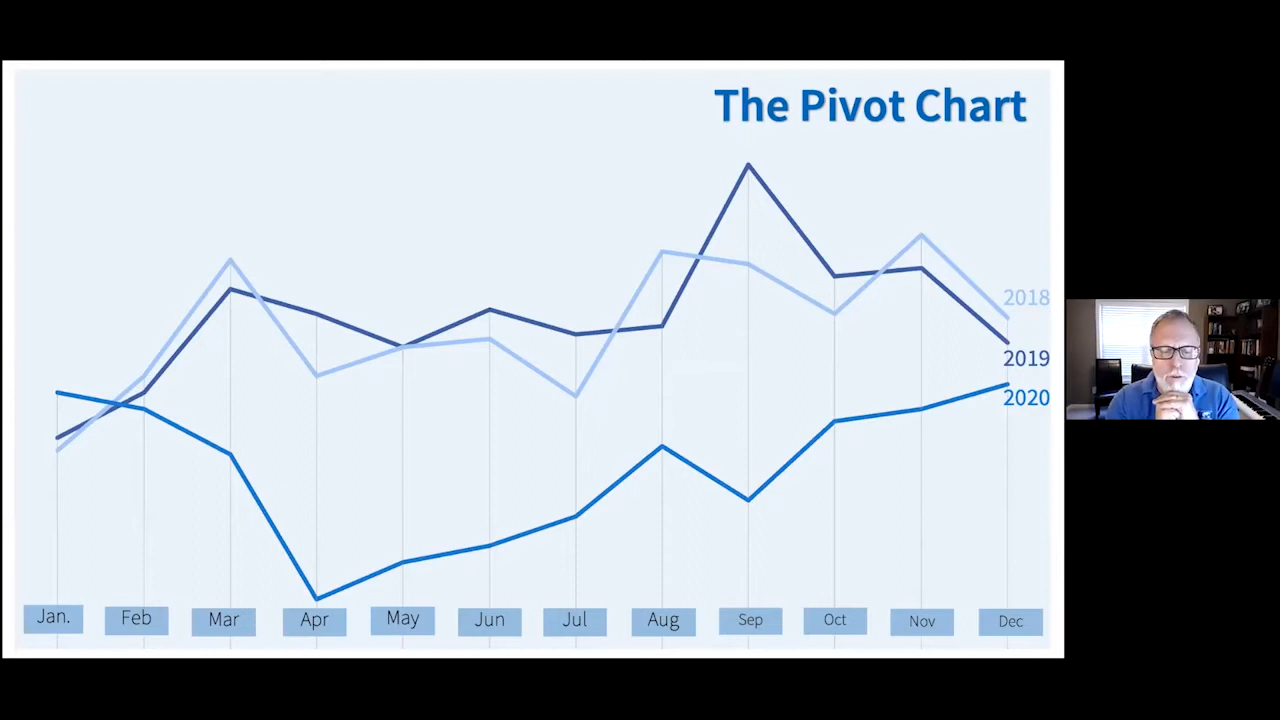 The Pivot Chart
2018
2019
2020
Jan.
Feb
Mar
Apr
May
Jun
Jul
Aug
Sep
Oct
Nov
Dec